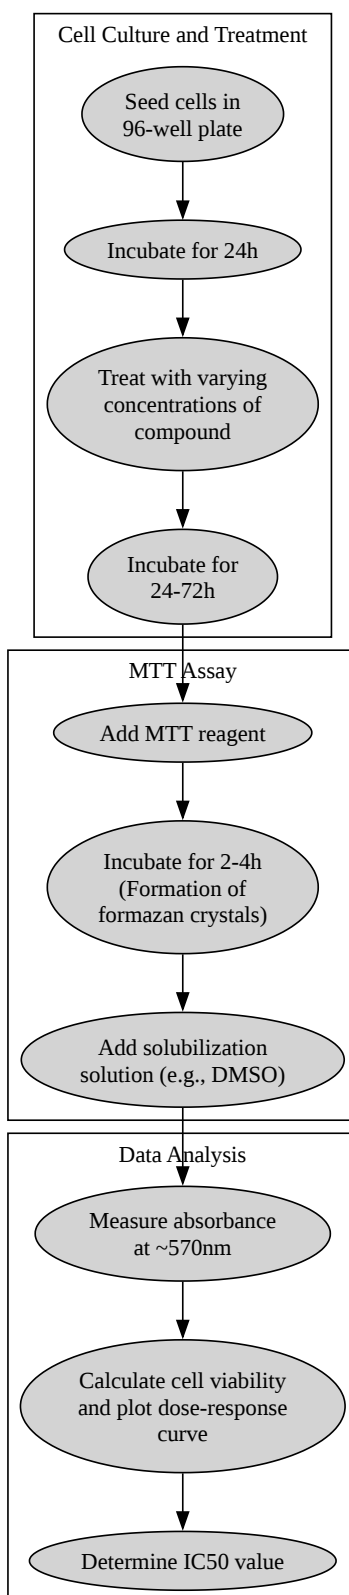 Cell Culture and Treatment
Seed cells in
96-well plate
Incubate for 24h
Treat with varying
concentrations of
compound
Incubate for
24-72h
MTT Assay
Add MTT reagent
Incubate for 2-4h
(Formation of
formazan crystals)
Add solubilization
solution (e.g., DMSO)
Data Analysis
Measure absorbance
at ~570nm
Calculate cell viability
and plot dose-response
curve
Determine IC50 value